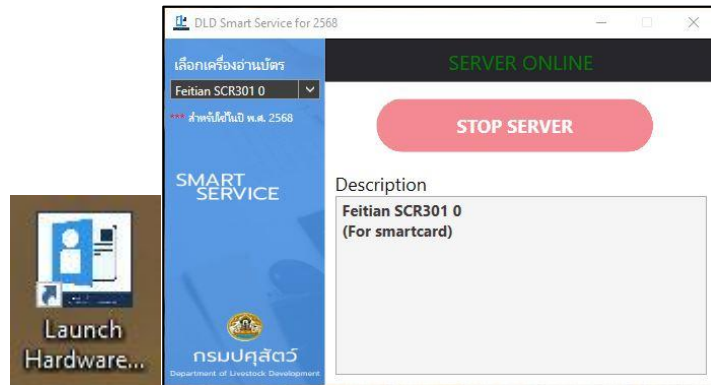 Launch
Hardware...
DLD Smart Service for 2568
เลือกเครื่องอ่านบัตร
Feitian SCR301 0
*** สำหรับใช้ในปี พ.ศ. 2568
SMART
SERVICE
กรมปศุสัตว์
Department of Livestock Development
SERVER ONLINE
STOP SERVER
Description
Feitian SCR301 0
(For smartcard)